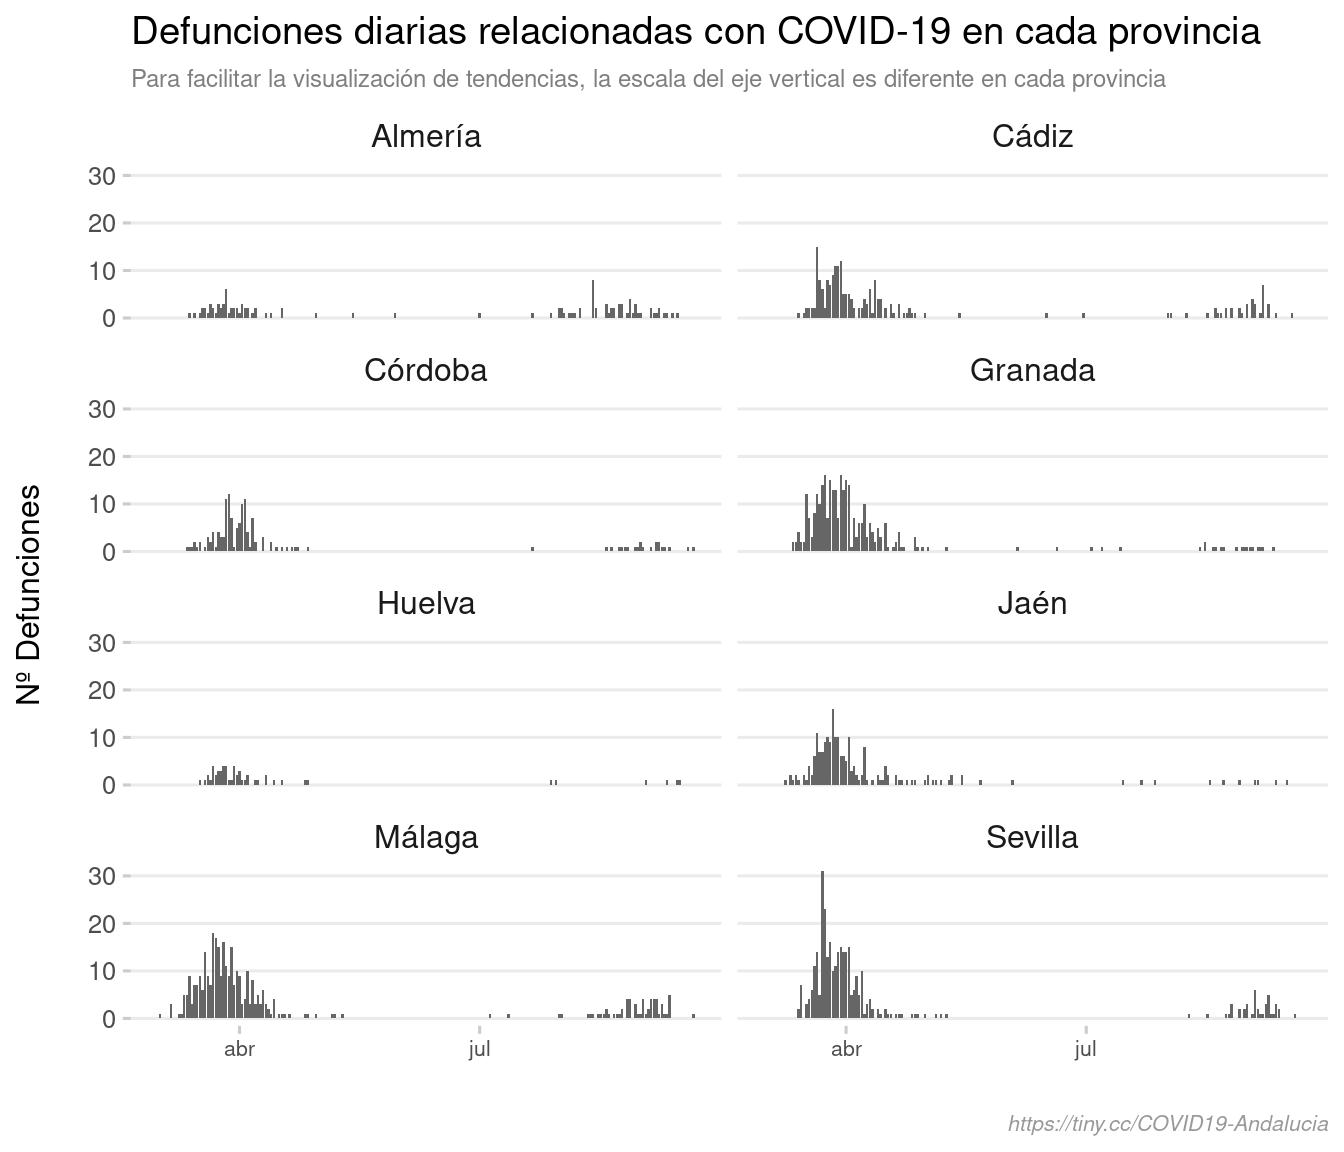 Defunciones diarias relacionadas con COVID-19 en cada provincia
Para facilitar la visualización de tendencias, la escala del eje vertical es diferente en cada provincia
Almería
Cádiz
30
20
10
0
Córdoba
Granada
30
20
10
0
Nº Defunciones
Huelva
Jaén
30
20
10
0
Málaga
Sevilla
30
20
10
0
abr
jul
abr
jul
https://tiny.cc/COVID19-Andalucia